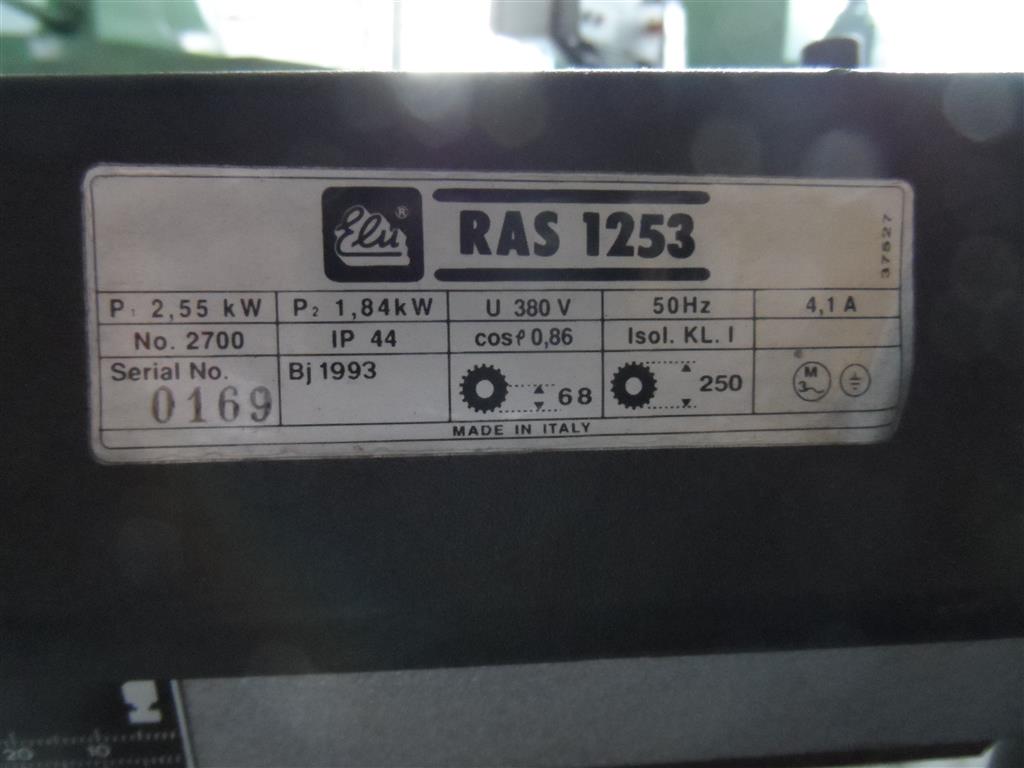 Elu® RAS 1253
37527
P1 2,55 kW P2 1,84kW U 380 V 50Hz 4,1 A
No. 2700 IP 44 cosφ 0,86 Isol. KL. I
Serial No. 0169 Bj 1993 68 250 M 3~
MADE IN ITALY
20 10